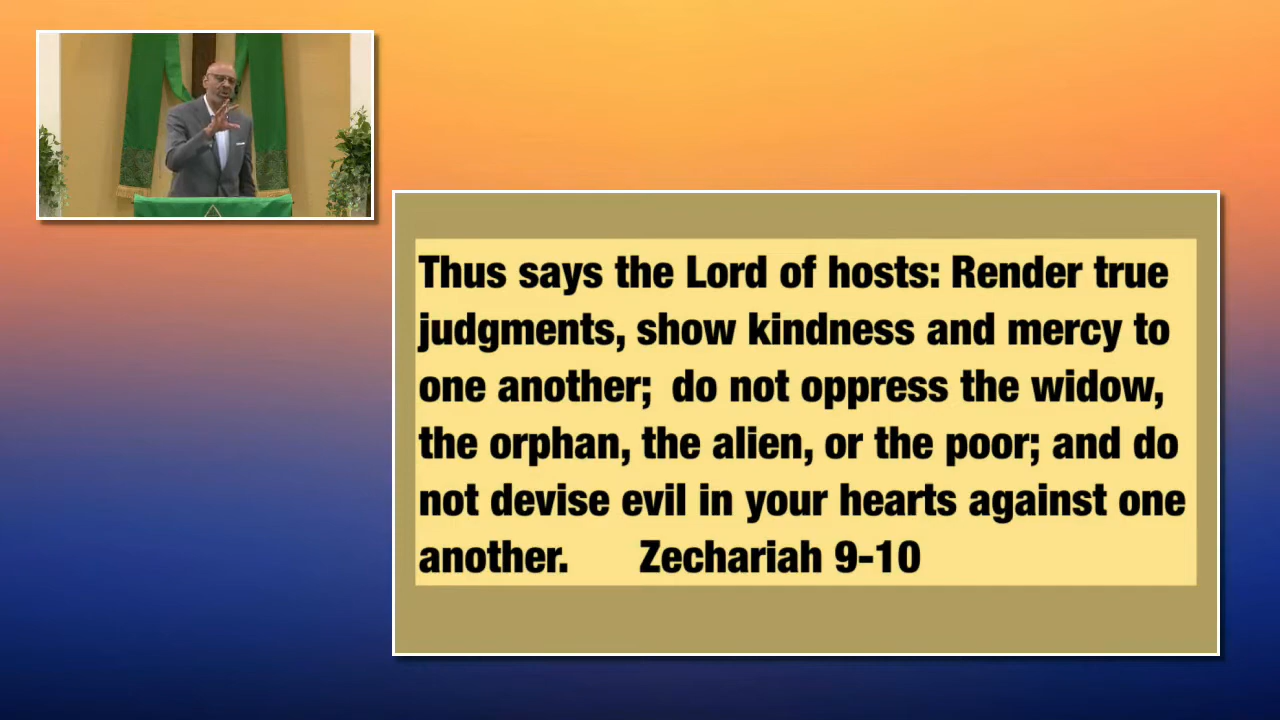 Thus says the Lord of hosts: Render true
judgments, show kindness and mercy to
one another; do not oppress the widow,
the orphan, the alien, or the poor; and do
not devise evil in your hearts against one
another. Zechariah 9-10